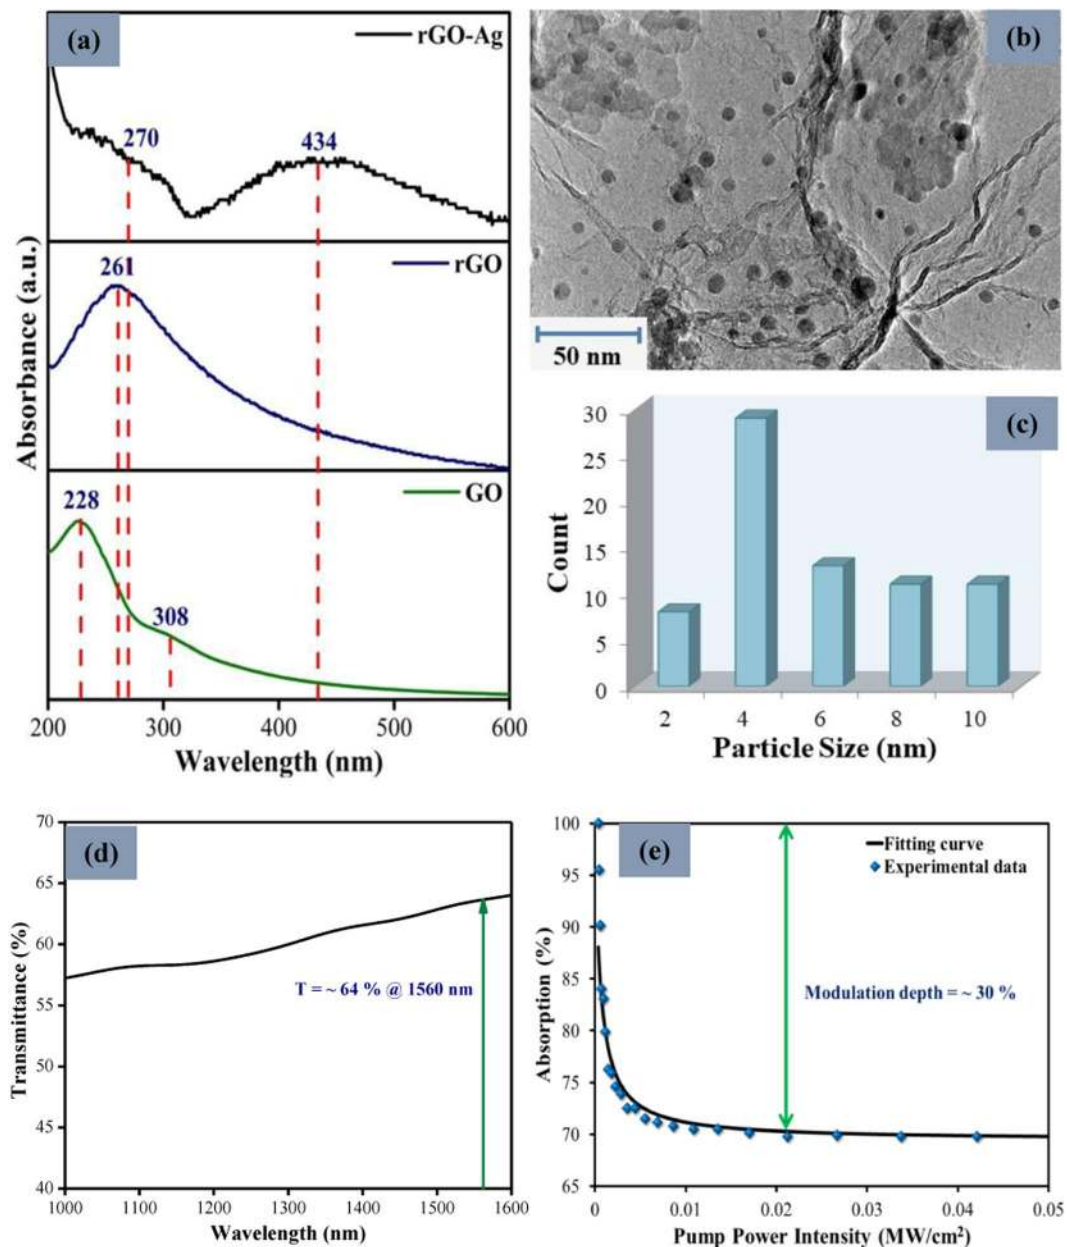 (a)
rGO-Ag
270
434
261
rGO
228
GO
308
Absorbance (a.u.)
200 300 400 500 600
Wavelength (nm)
(b)
50 nm
(c)
30
25
20
15
10
5
0
Count
2 4 6 8 10
Particle Size (nm)
(d)
70
65
60
55
50
45
40
Transmittance (%)
T = ~ 64 % @ 1560 nm
1000 1100 1200 1300 1400 1500 1600
Wavelength (nm)
(e)
100
95
90
85
80
75
70
65
Absorption (%)
Fitting curve
Experimental data
Modulation depth = ~ 30 %
0 0.01 0.02 0.03 0.04 0.05
Pump Power Intensity (MW/cm²)